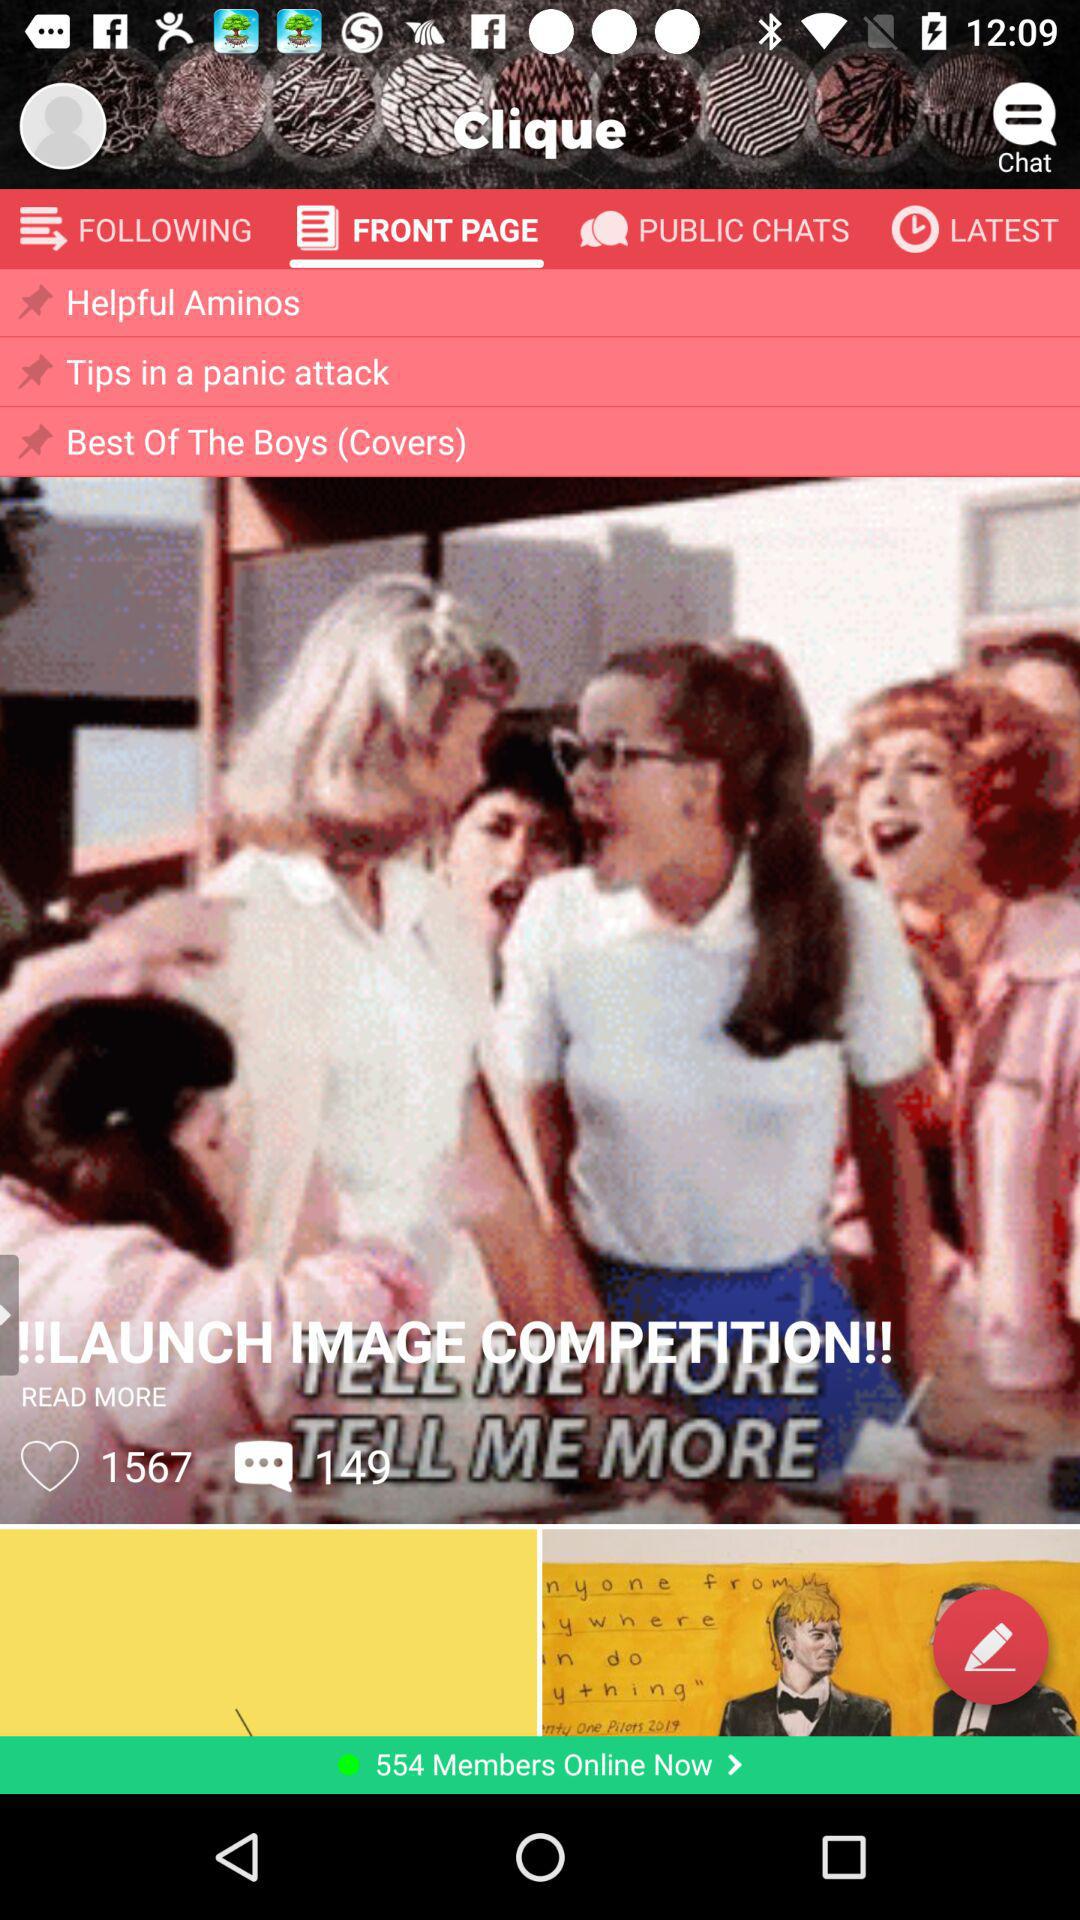 12:09
Clique
Chat
FOLLOWING FRONT PAGE PUBLIC CHATS LATEST
Helpful Aminos
Tips in a panic attack
Best Of The Boys (Covers)
!!LAUNCH IMAGE COMPETITION!!
TELL ME MORE
READ MORE
TELL ME MORE
1567 149
nyone from
ywhere
in do
ything"
nty One Pilots 2019
554 Members Online Now